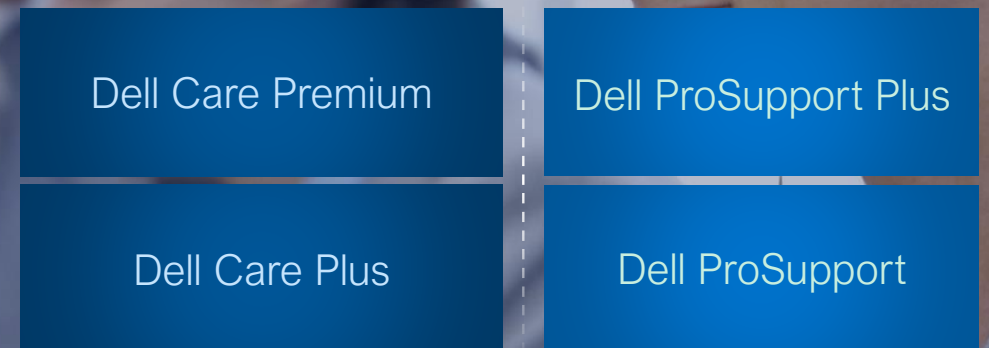 Dell Care Premium
Dell ProSupport Plus
Dell Care Plus
Dell ProSupport